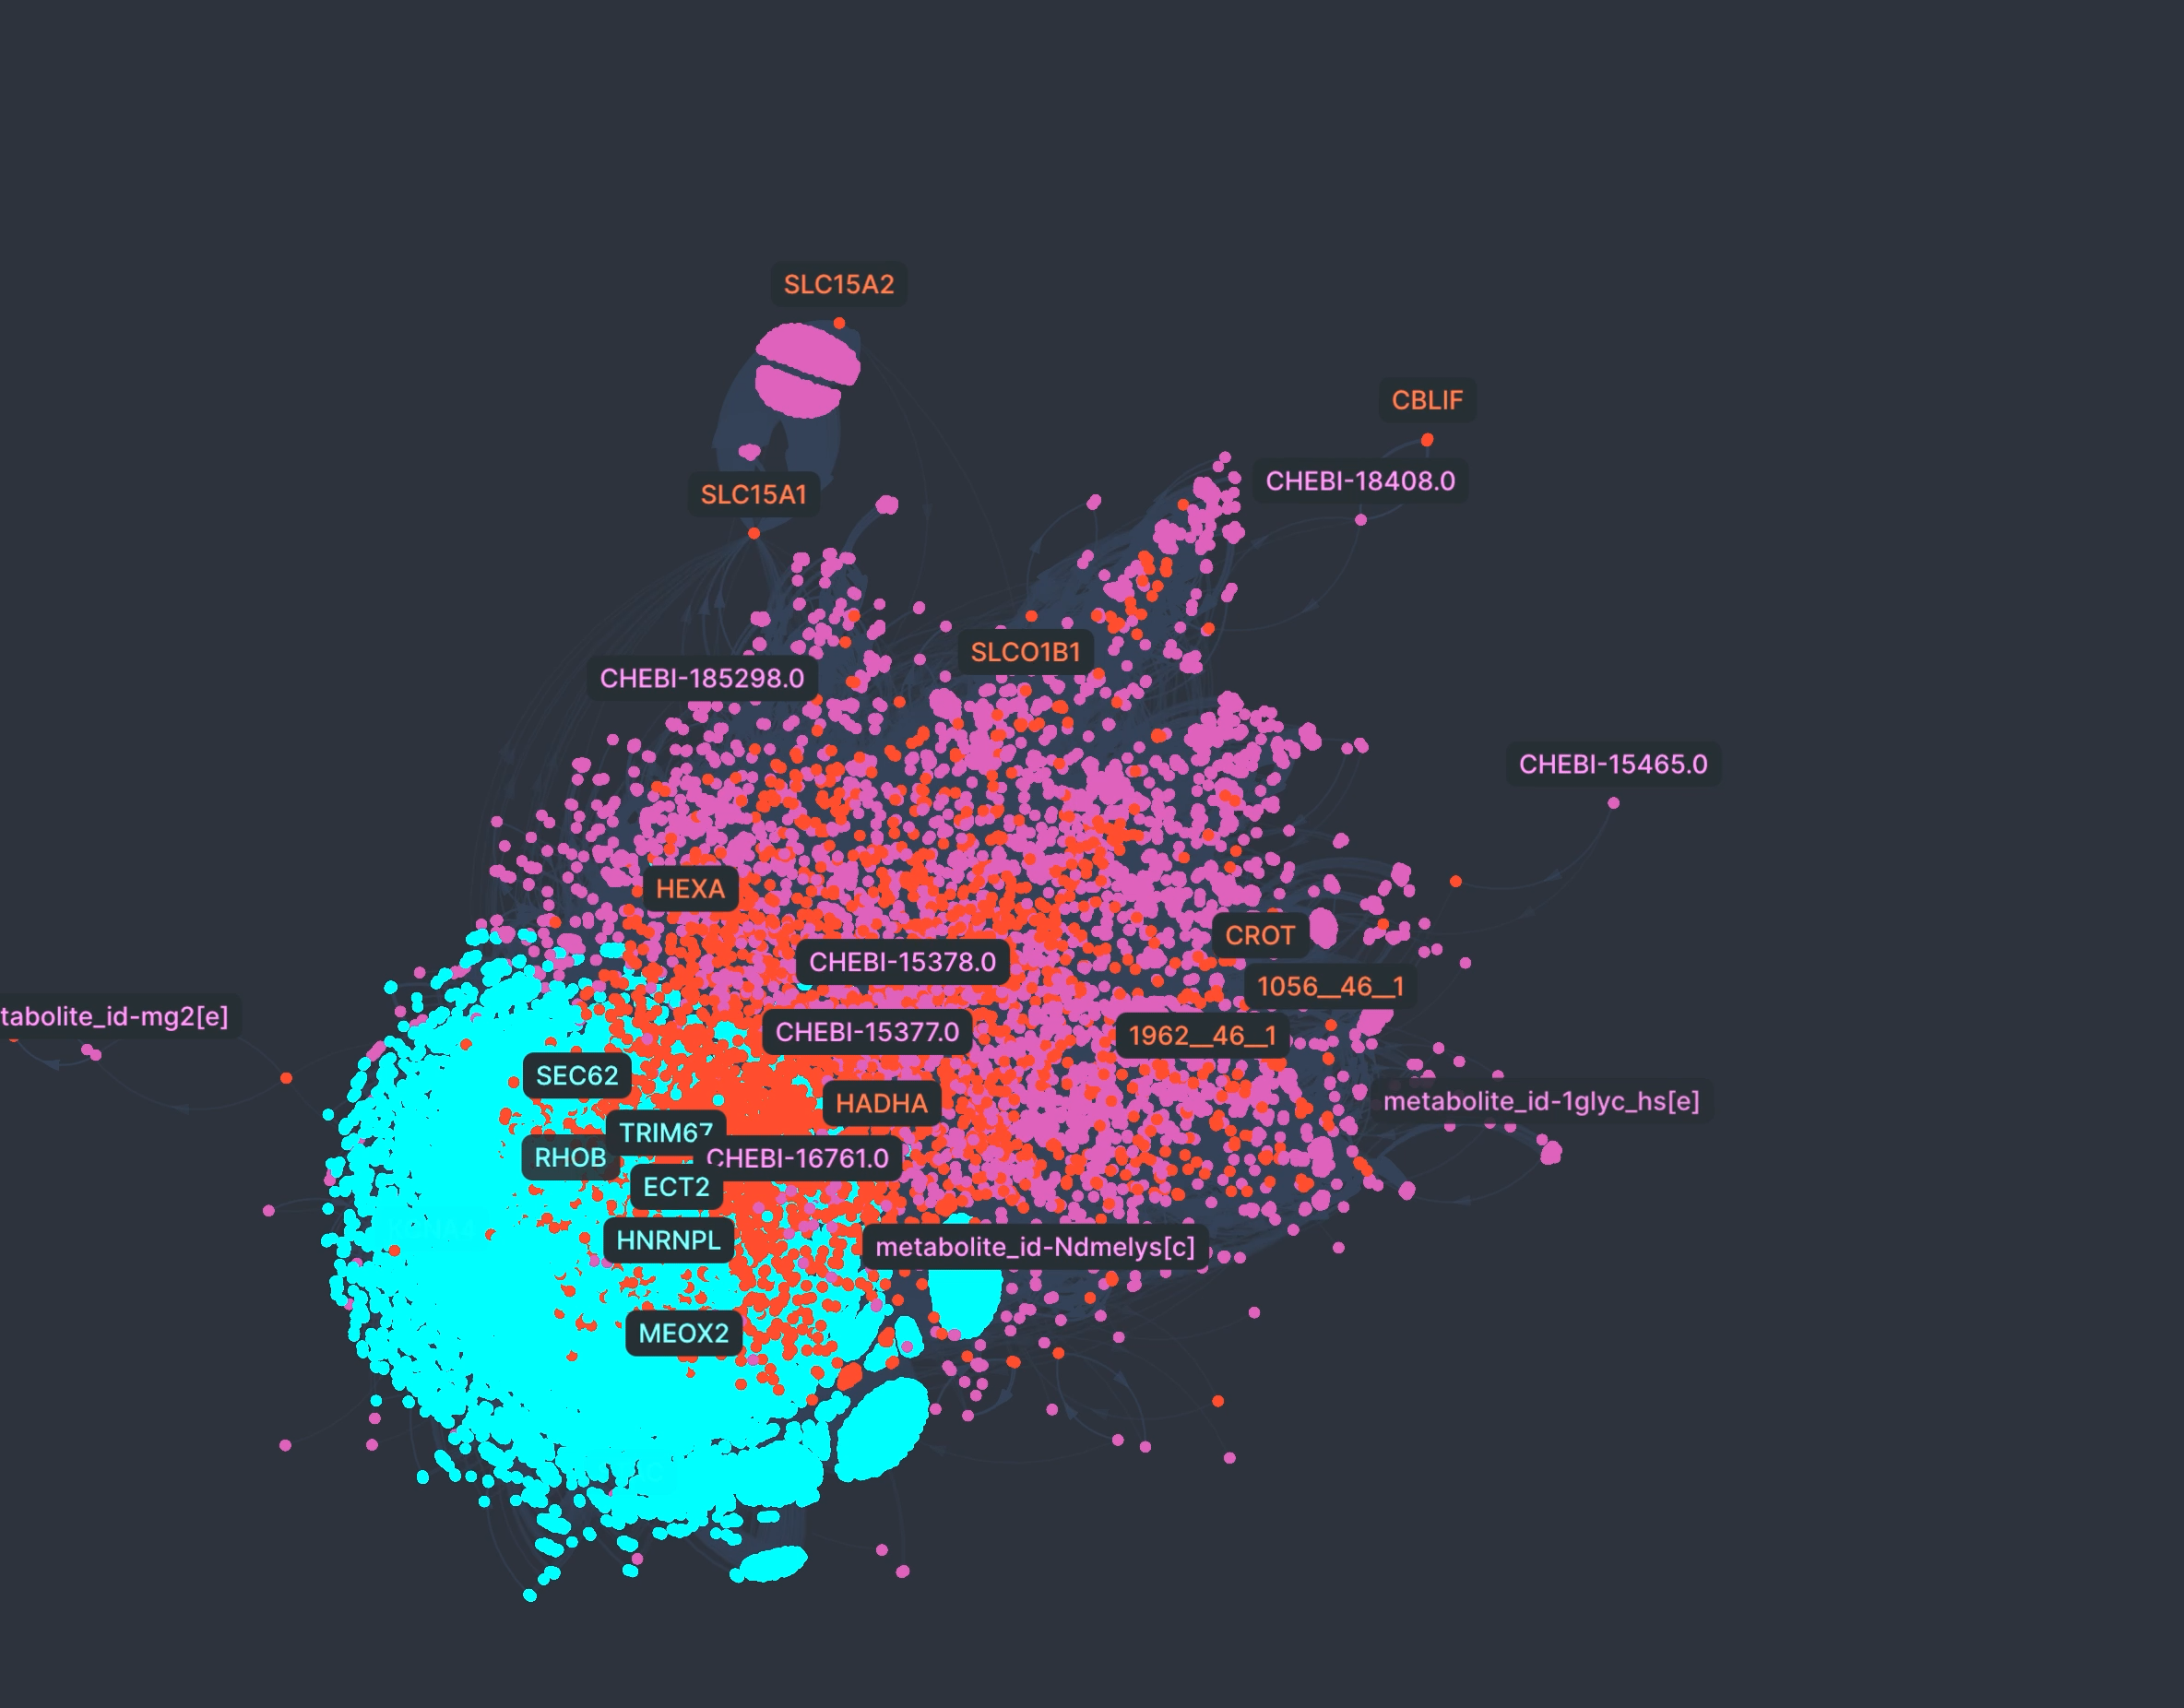 SLC15A2
CBLIF
CHEBI-18408.0
SLC15A1
SLCO1B1
CHEBI-185298.0
CHEBI-15465.0
HEXA
CROT
CHEBI-15378.0
1056__46__1
tabolite_id-mg2[e]
CHEBI-15377.0
1962__46__1
SEC62
HADHA
metabolite_id-1glyc_hs[e]
TRIM67
RHOB
CHEBI-16761.0
ECT2
HNRNPL
metabolite_id-Ndmelys[c]
MEOX2